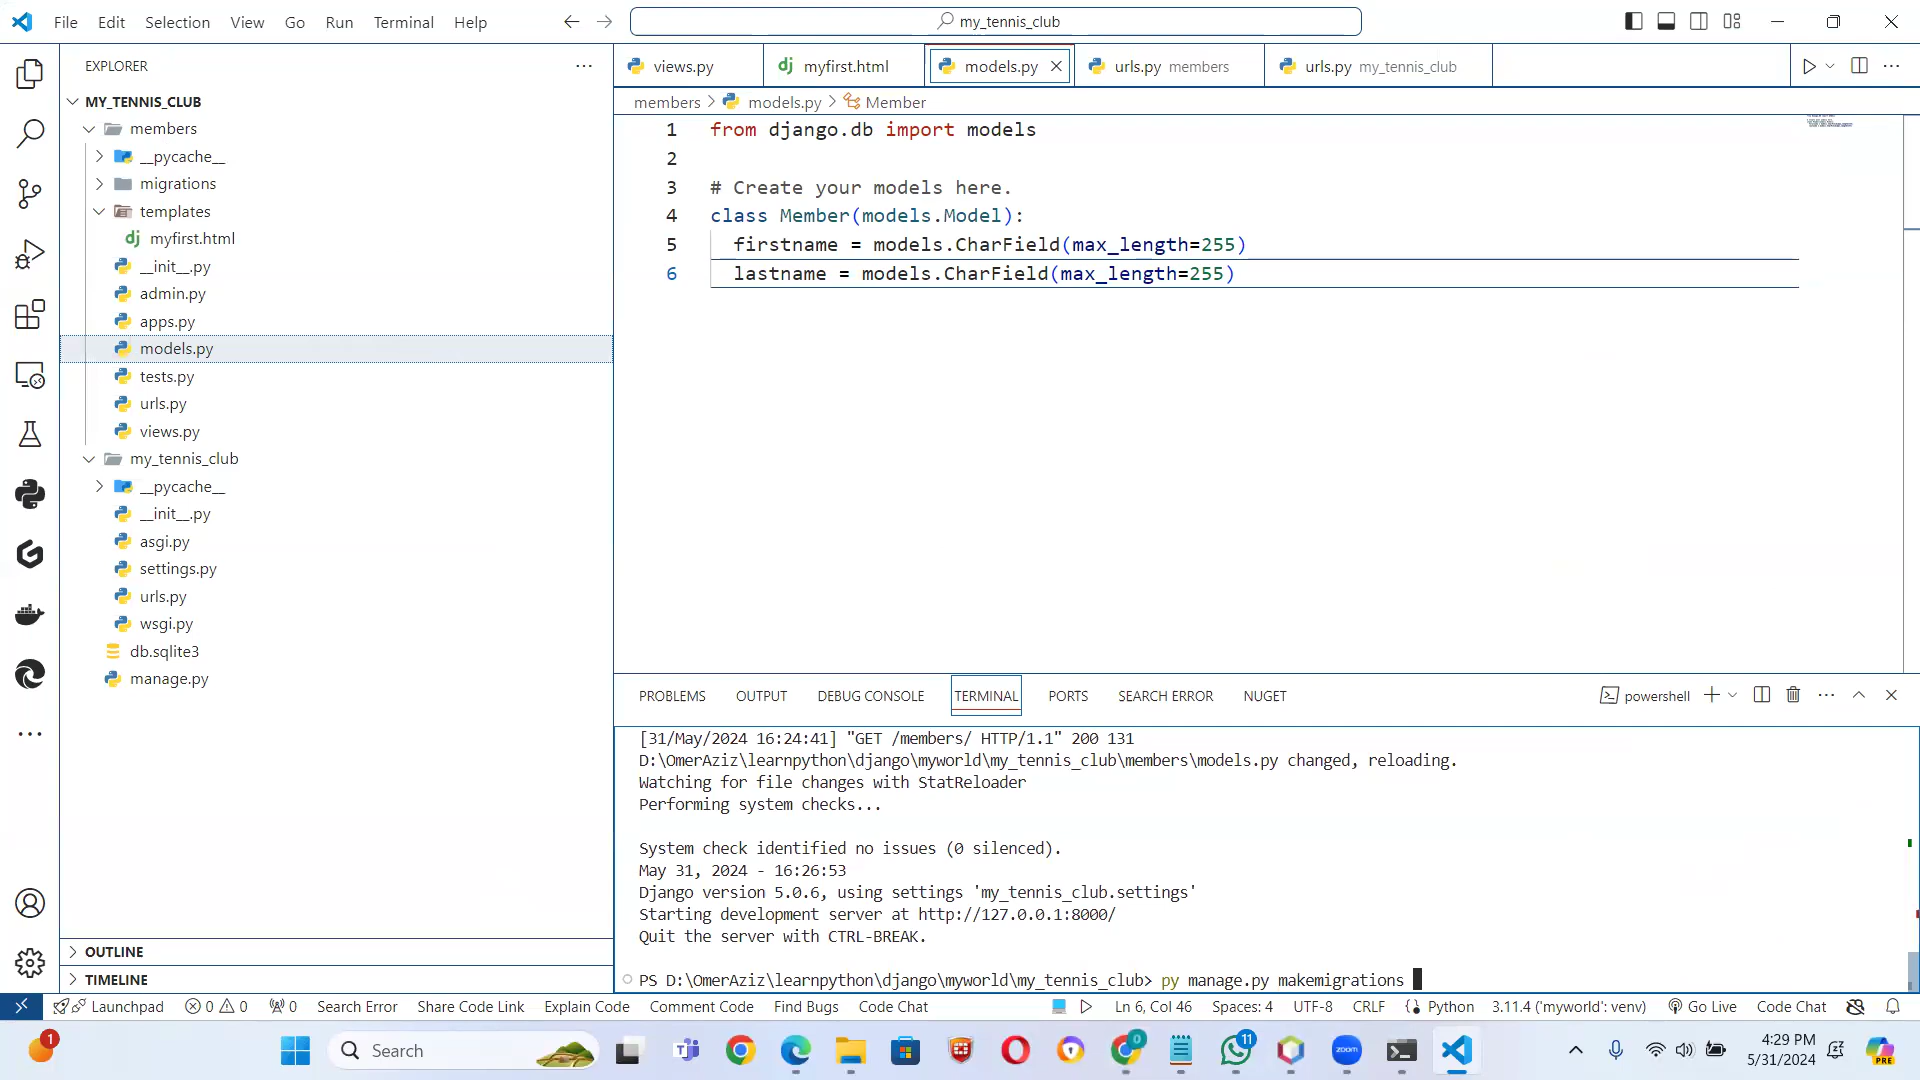 File Edit Selection View Go Run Terminal Help
my_tennis_club
EXPLORER
MY_TENNIS_CLUB
members
__pycache__
migrations
templates
myfirst.html
__init__.py
admin.py
apps.py
models.py
tests.py
urls.py
views.py
my_tennis_club
__pycache__
__init__.py
asgi.py
settings.py
urls.py
wsgi.py
db.sqlite3
manage.py
OUTLINE
TIMELINE
views.py myfirst.html models.py urls.py members urls.py my_tennis_club
members > models.py > Member
1 from django.db import models
2
3 # Create your models here.
4 class Member(models.Model):
5 firstname = models.CharField(max_length=255)
6 lastname = models.CharField(max_length=255)
PROBLEMS OUTPUT DEBUG CONSOLE TERMINAL PORTS SEARCH ERROR NUGET powershell
[31/May/2024 16:24:41] "GET /members/ HTTP/1.1" 200 131
D:\OmerAziz\learnpython\django\myworld\my_tennis_club\members\models.py changed, reloading.
Watching for file changes with StatReloader
Performing system checks...
System check identified no issues (0 silenced).
May 31, 2024 - 16:26:53
Django version 5.0.6, using settings 'my_tennis_club.settings'
Starting development server at http://127.0.0.1:8000/
Quit the server with CTRL-BREAK.
PS D:\OmerAziz\learnpython\django\myworld\my_tennis_club> py manage.py makemigrations
Launchpad 0 0 0 Search Error Share Code Link Explain Code Comment Code Find Bugs Code Chat Ln 6, Col 46 Spaces: 4 UTF-8 CRLF Python 3.11.4 ('myworld': venv) Go Live Code Chat
1 Search 0 11 zoom 4:29 PM PRE
5/31/2024